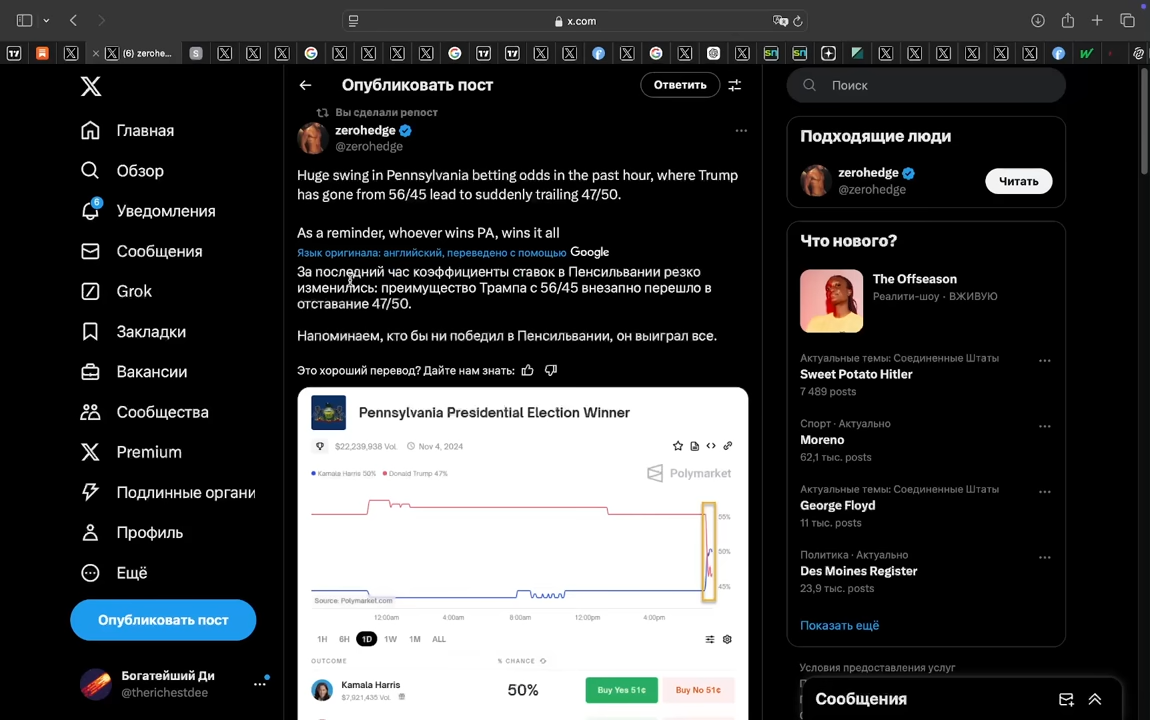 x.com
(6) zerohe...
Главная
Обзор
6
Уведомления
Сообщения
Grok
Закладки
Вакансии
Сообщества
Premium
Подлинные органи
Профиль
Ещё
Опубликовать пост
Богатейший Ди
@therichestdee
Опубликовать пост
Ответить
Вы сделали репост
zerohedge
@zerohedge
Huge swing in Pennsylvania betting odds in the past hour, where Trump
has gone from 56/45 lead to suddenly trailing 47/50.
As a reminder, whoever wins PA, wins it all
Язык оригинала: английский, переведено с помощью Google
За последний час коэффициенты ставок в Пенсильвании резко
изменились: преимущество Трампа с 56/45 внезапно перешло в
отставание 47/50.
Напоминаем, кто бы ни победил в Пенсильвании, он выиграл все.
Это хороший перевод? Дайте нам знать:
Pennsylvania Presidential Election Winner
$22,239,938 Vol. Nov 4, 2024
Kamala Harris 50% Donald Trump 47%
Polymarket
55%
50%
45%
Source: Polymarket.com
12:00am 4:00am 8:00am 12:00pm 4:00pm
1H 6H 1D 1W 1M ALL
OUTCOME % CHANCE
Kamala Harris
$7,921,435 Vol.
50%
Buy Yes 51¢ Buy No 51¢
Поиск
Подходящие люди
zerohedge
@zerohedge
Читать
Что нового?
The Offseason
Реалити-шоу · ВЖИВУЮ
Актуальные темы: Соединенные Штаты
Sweet Potato Hitler
7 489 posts
Спорт · Актуально
Moreno
62,1 тыс. posts
Актуальные темы: Соединенные Штаты
George Floyd
11 тыс. posts
Политика · Актуально
Des Moines Register
23,9 тыс. posts
Показать ещё
Условия предоставления услуг
Сообщения